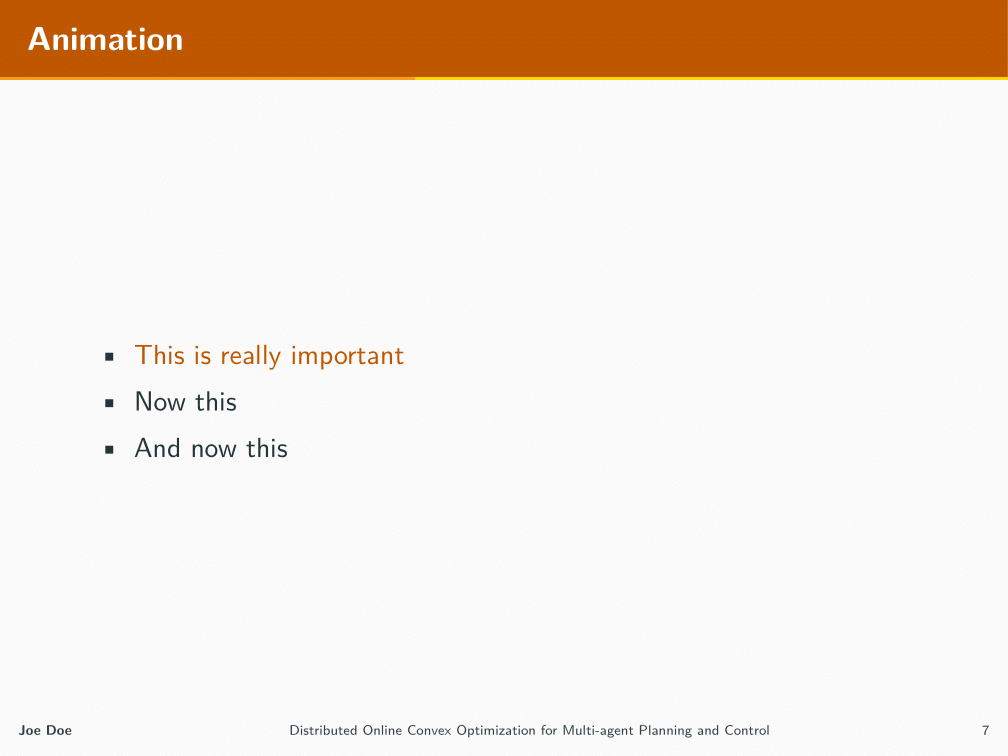 Animation
This is really important
Now this
And now this
Joe Doe
Distributed Online Convex Optimization for Multi-agent Planning and Control
7